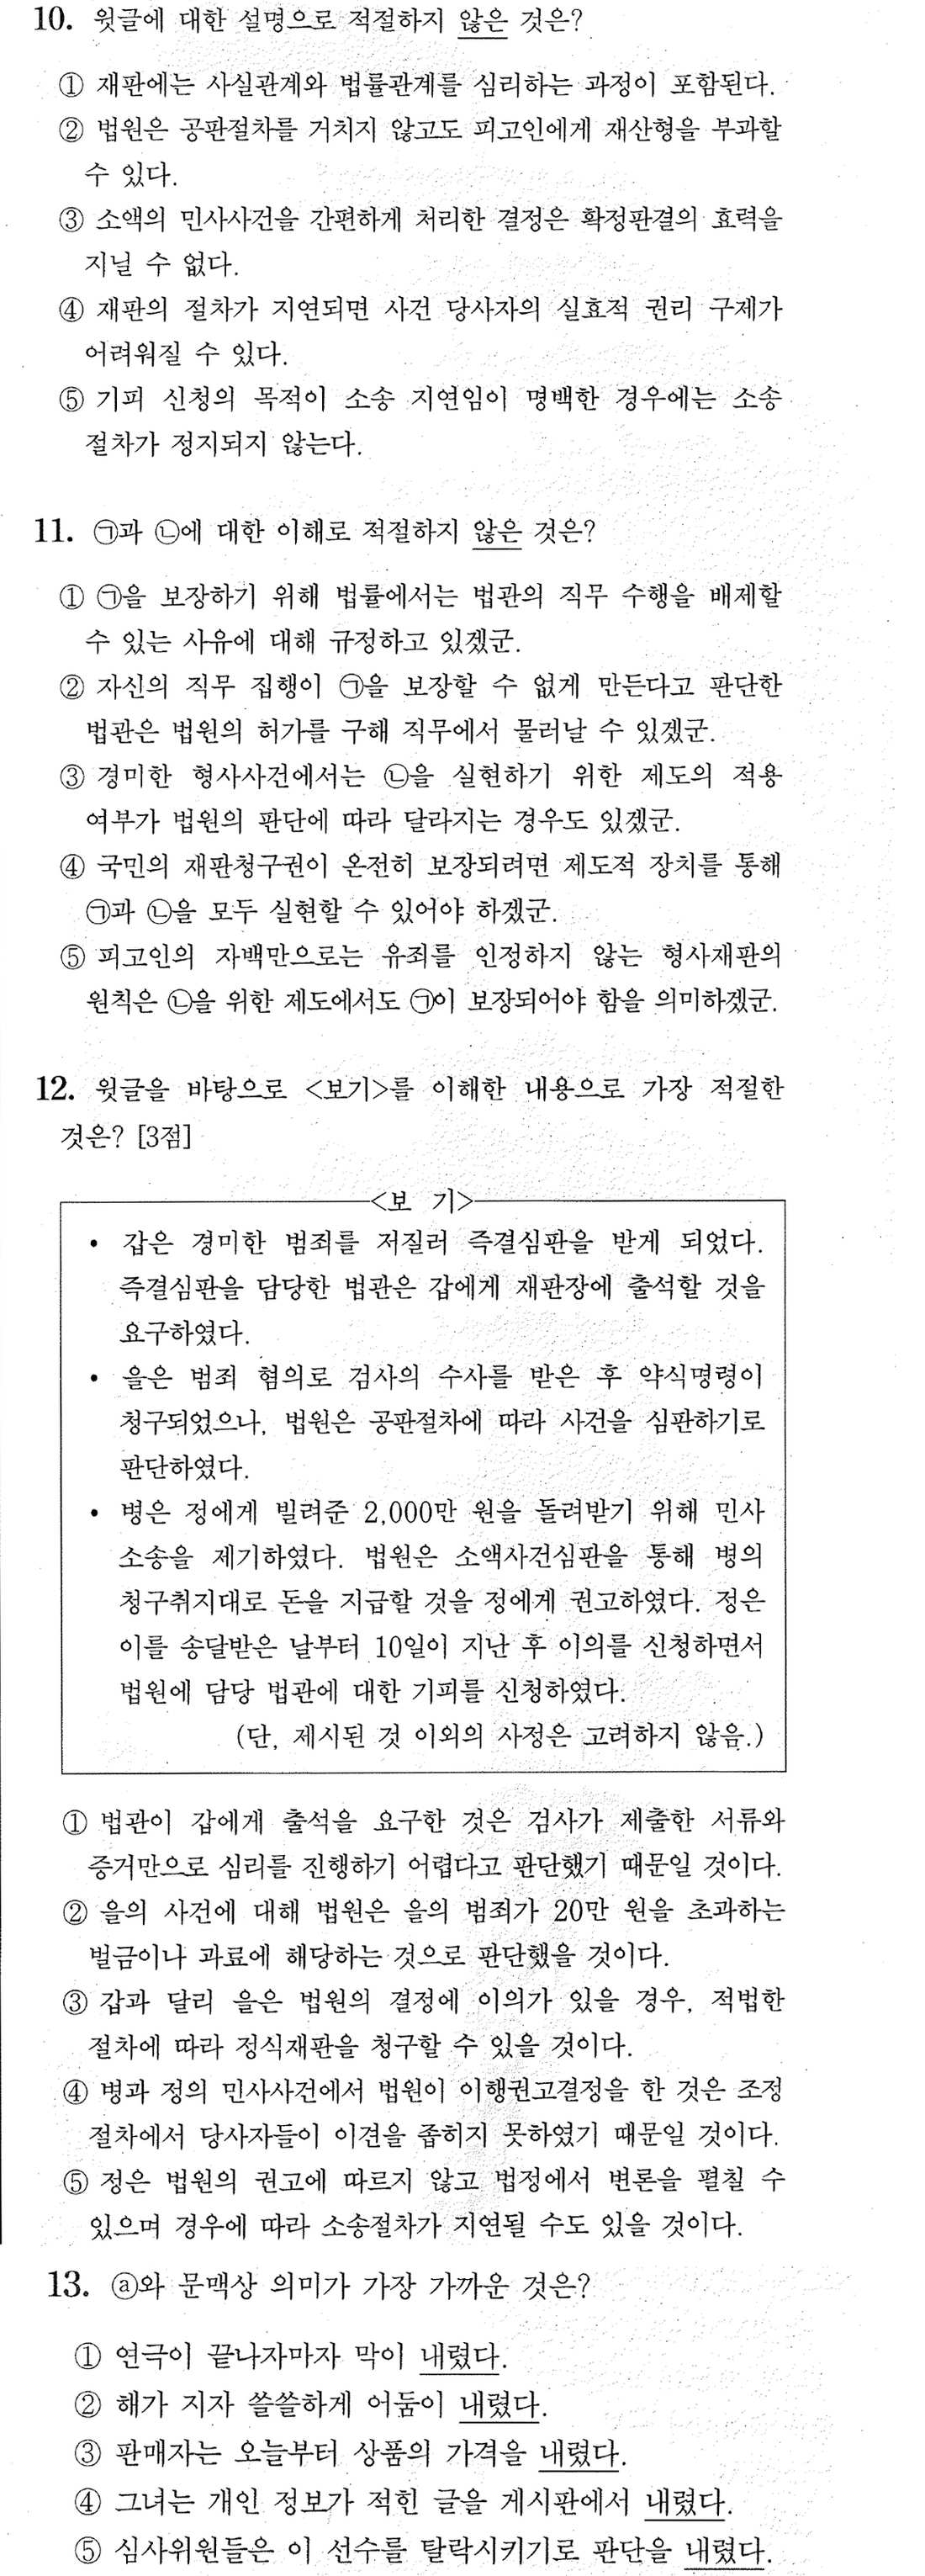 10. 윗글에 대한 설명으로 적절하지 않은 것은?
① 재판에는 사실관계와 법률관계를 심리하는 과정이 포함된다.
② 법원은 공판절차를 거치지 않고도 피고인에게 재산형을 부과할
수 있다.
③ 소액의 민사사건을 간편하게 처리한 결정은 확정판결의 효력을
지닐 수 없다.
④ 재판의 절차가 지연되면 사건 당사자의 실효적 권리 구제가
어려워질 수 있다.
⑤ 기피 신청의 목적이 소송 지연임이 명백한 경우에는 소송
절차가 정지되지 않는다.
11. ㉠과 ㉡에 대한 이해로 적절하지 않은 것은?
① ㉠을 보장하기 위해 법률에서는 법관의 직무 수행을 배제할
수 있는 사유에 대해 규정하고 있겠군.
② 자신의 직무 집행이 ㉠을 보장할 수 없게 만든다고 판단한
법관은 법원의 허가를 구해 직무에서 물러날 수 있겠군.
③ 경미한 형사사건에서는 ㉡을 실현하기 위한 제도의 적용
여부가 법원의 판단에 따라 달라지는 경우도 있겠군.
④ 국민의 재판청구권이 온전히 보장되려면 제도적 장치를 통해
㉠과 ㉡을 모두 실현할 수 있어야 하겠군.
⑤ 피고인의 자백만으로는 유죄를 인정하지 않는 형사재판의
원칙은 ㉡을 위한 제도에서도 ㉠이 보장되어야 함을 의미하겠군.
12. 윗글을 바탕으로 <보기>를 이해한 내용으로 가장 적절한
것은? [3점]
<보 기>
• 갑은 경미한 범죄를 저질러 즉결심판을 받게 되었다.
즉결심판을 담당한 법관은 갑에게 재판장에 출석할 것을
요구하였다.
• 을은 범죄 혐의로 검사의 수사를 받은 후 약식명령이
청구되었으나, 법원은 공판절차에 따라 사건을 심판하기로
판단하였다.
• 병은 정에게 빌려준 2,000만 원을 돌려받기 위해 민사
소송을 제기하였다. 법원은 소액사건심판을 통해 병의
청구취지대로 돈을 지급할 것을 정에게 권고하였다. 정은
이를 송달받은 날부터 10일이 지난 후 이의를 신청하면서
법원에 담당 법관에 대한 기피를 신청하였다.
(단, 제시된 것 이외의 사정은 고려하지 않음.)
① 법관이 갑에게 출석을 요구한 것은 검사가 제출한 서류와
증거만으로 심리를 진행하기 어렵다고 판단했기 때문일 것이다.
② 을의 사건에 대해 법원은 을의 범죄가 20만 원을 초과하는
벌금이나 과료에 해당하는 것으로 판단했을 것이다.
③ 갑과 달리 을은 법원의 결정에 이의가 있을 경우, 적법한
절차에 따라 정식재판을 청구할 수 있을 것이다.
④ 병과 정의 민사사건에서 법원이 이행권고결정을 한 것은 조정
절차에서 당사자들이 이견을 좁히지 못하였기 때문일 것이다.
⑤ 정은 법원의 권고에 따르지 않고 법정에서 변론을 펼칠 수
있으며 경우에 따라 소송절차가 지연될 수도 있을 것이다.
13. ⓐ와 문맥상 의미가 가장 가까운 것은?
① 연극이 끝나자마자 막이 내렸다.
② 해가 지자 쓸쓸하게 어둠이 내렸다.
③ 판매자는 오늘부터 상품의 가격을 내렸다.
④ 그녀는 개인 정보가 적힌 글을 게시판에서 내렸다.
⑤ 심사위원들은 이 선수를 탈락시키기로 판단을 내렸다.